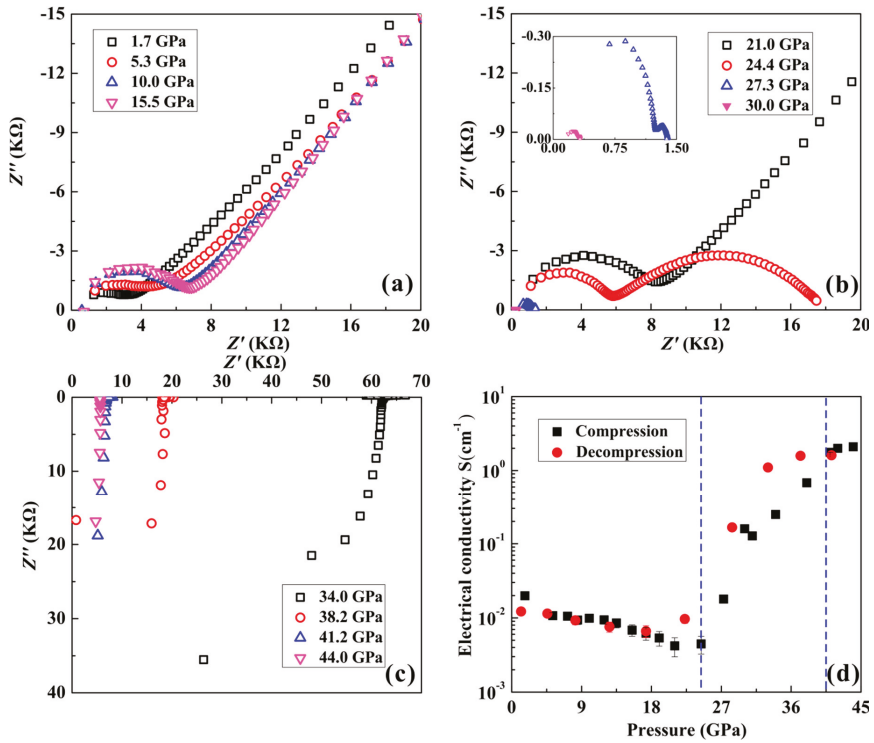 -15
-12
-9
-6
-3
0
Z'' (KΩ)
1.7 GPa
5.3 GPa
10.0 GPa
15.5 GPa
(a)
0 4 8 12 16 20
Z' (KΩ)
-15
-12
-9
-6
-3
0
Z'' (KΩ)
-0.30
-0.15
0.00
0.00 0.75 1.50
21.0 GPa
24.4 GPa
27.3 GPa
30.0 GPa
(b)
0 4 8 12 16 20
Z' (KΩ)
Z' (KΩ)
0 10 20 30 40 50 60 70
0
10
20
30
40
Z'' (KΩ)
34.0 GPa
38.2 GPa
41.2 GPa
44.0 GPa
(c)
10^1
10^0
10^-1
10^-2
10^-3
Electrical conductivity S(cm^-1)
Compression
Decompression
(d)
0 9 18 27 36 45
Pressure (GPa)